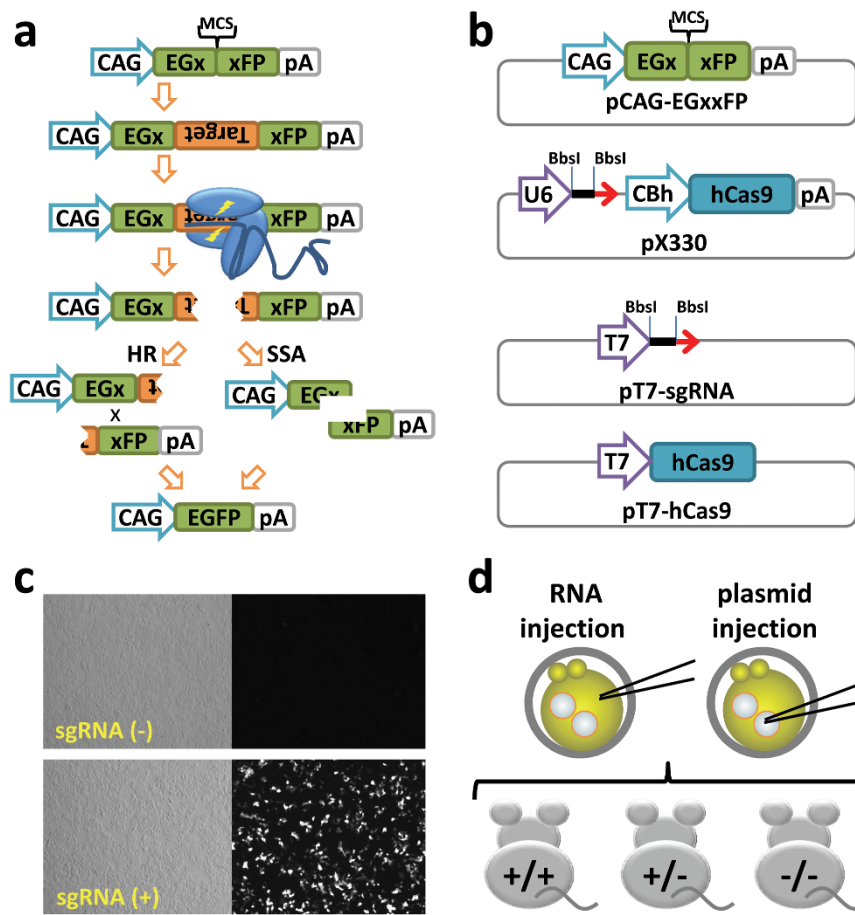 a
MCS
CAG EGx xFP pA
CAG EGx Target xFP pA
CAG EGx xFP pA
CAG EGx t T xFP pA
HR SSA
CAG EGx t
CAG EGx
x
xFP pA
xFP pA
CAG EGFP pA
b
MCS
CAG EGx xFP pA
pCAG-EGxxFP
BbsI BbsI
U6 CBh hCas9 pA
pX330
BbsI BbsI
T7
pT7-sgRNA
T7 hCas9
pT7-hCas9
c
sgRNA (-)
sgRNA (+)
d
RNA
injection
plasmid
injection
+/+ +/- -/-